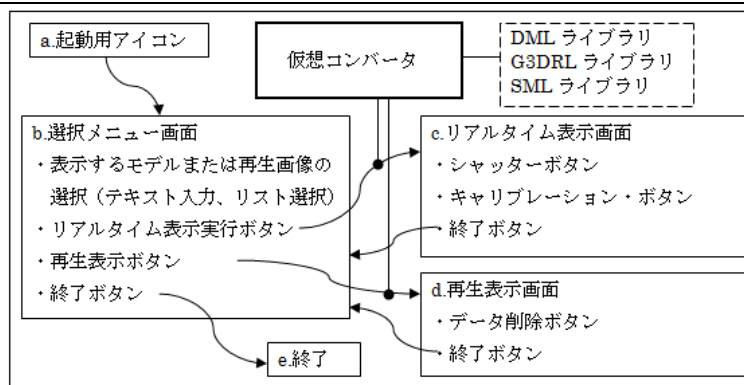 a.起動用アイコン
仮想コンバータ
DML ライブラリ
G3DRL ライブラリ
SML ライブラリ
b.選択メニュー画面
・表示するモデルまたは再生画像の
選択（テキスト入力、リスト選択）
・リアルタイム表示実行ボタン
・再生表示ボタン
・終了ボタン
c.リアルタイム表示画面
・シャッターボタン
・キャリブレーション・ボタン
・終了ボタン
d.再生表示画面
・データ削除ボタン
・終了ボタン
e.終了